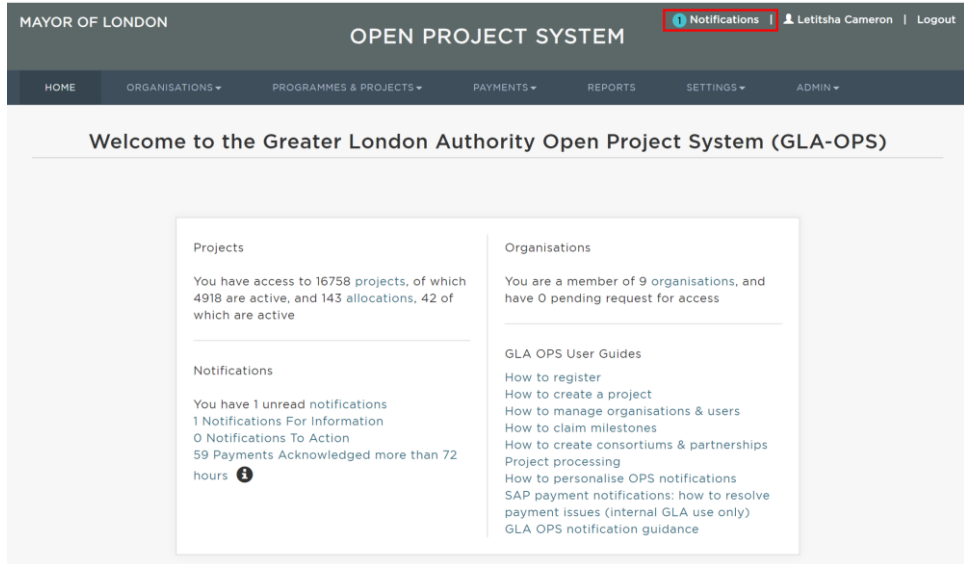 MAYOR OF LONDON
OPEN PROJECT SYSTEM
1 Notifications | Letitsha Cameron | Logout
HOME ORGANISATIONS PROGRAMMES & PROJECTS PAYMENTS REPORTS SETTINGS ADMIN
Welcome to the Greater London Authority Open Project System (GLA-OPS)
Projects
You have access to 16758 projects, of which
4918 are active, and 143 allocations, 42 of
which are active
Notifications
You have 1 unread notifications
1 Notifications For Information
0 Notifications To Action
59 Payments Acknowledged more than 72
hours i
Organisations
You are a member of 9 organisations, and
have 0 pending request for access
GLA OPS User Guides
How to register
How to create a project
How to manage organisations & users
How to claim milestones
How to create consortiums & partnerships
Project processing
How to personalise OPS notifications
SAP payment notifications: how to resolve
payment issues (internal GLA use only)
GLA OPS notification guidance